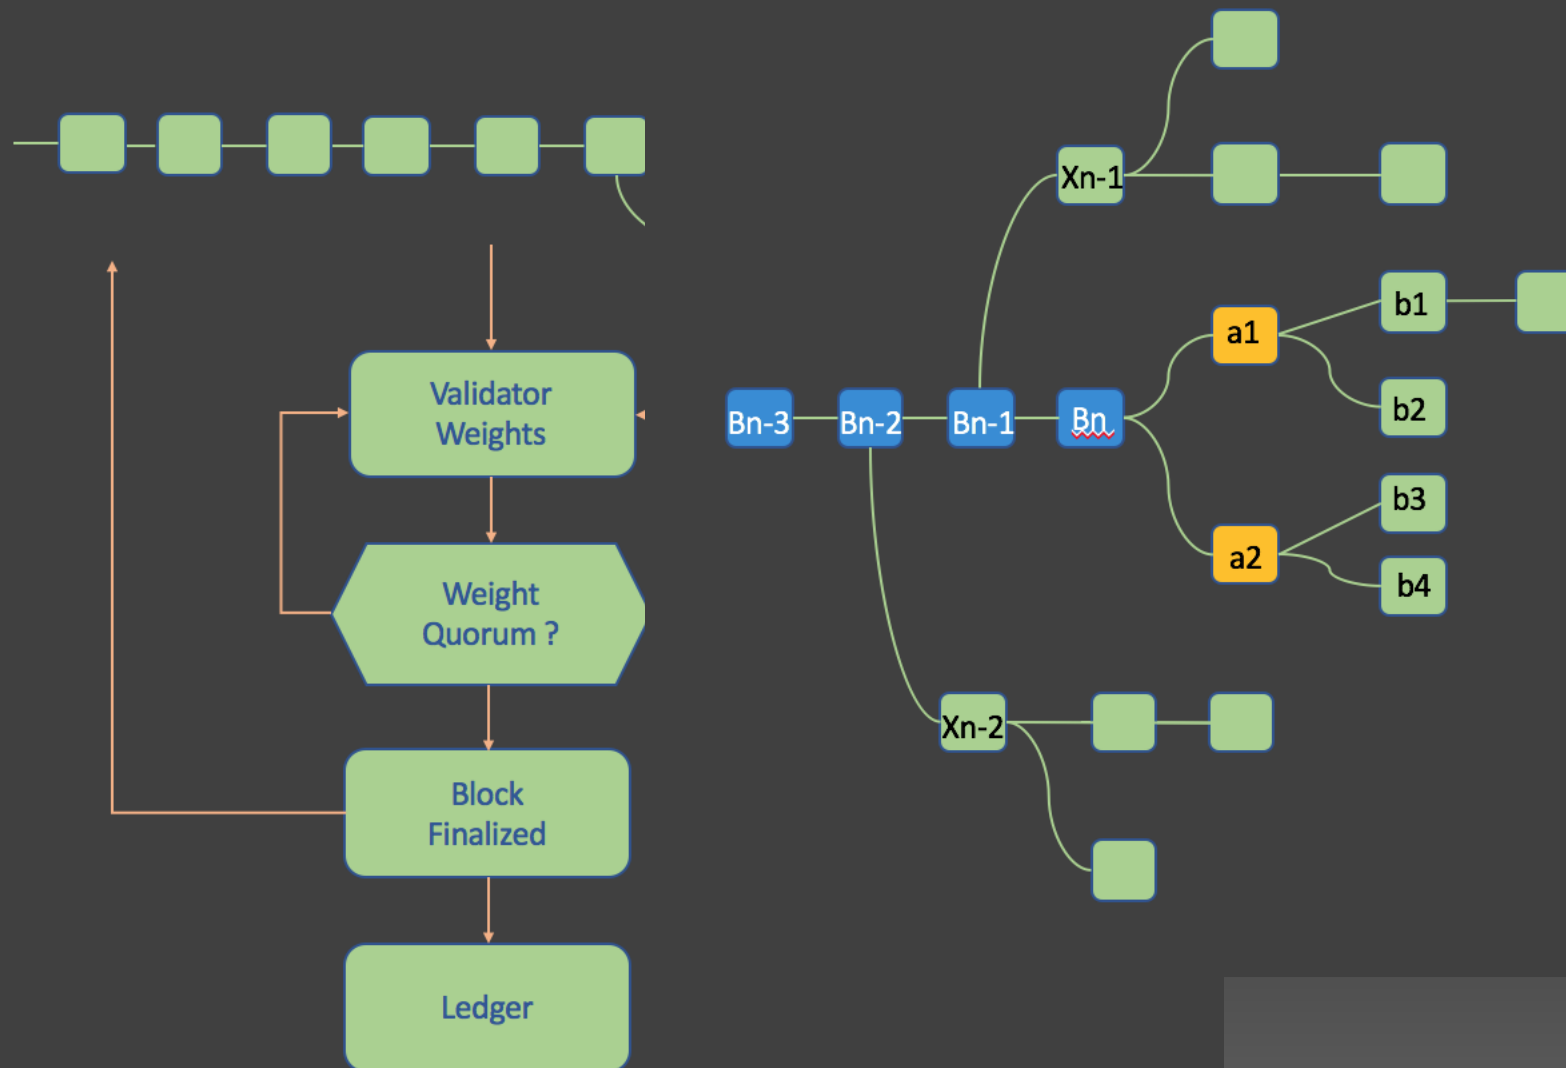 Validator
Weights
Weight
Quorum ?
Block
Finalized
Ledger
Xn-1
a1
b1
b2
Bn-3
Bn-2
Bn-1
Bn
a2
b3
b4
Xn-2